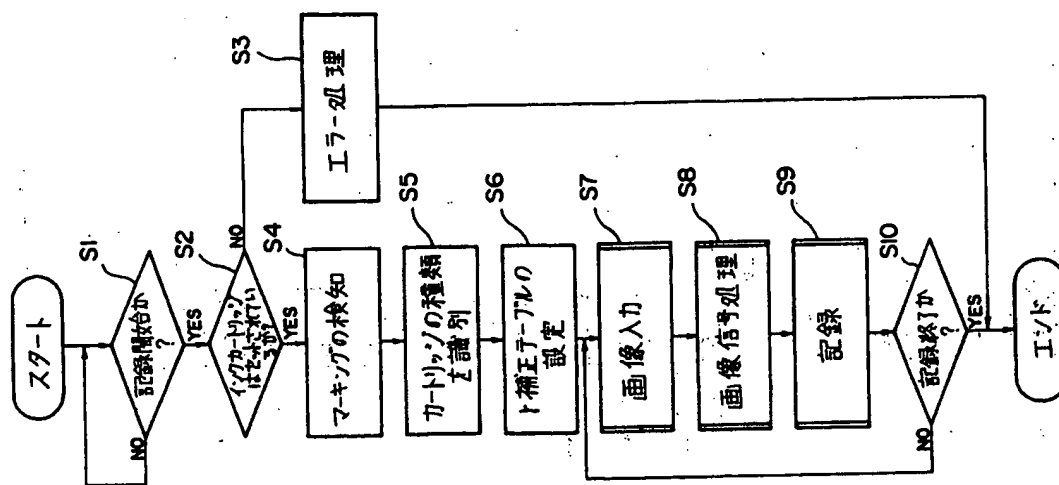 スタート
S1
記録開始か
?
NO
YES
S2
インクカートリッジ
はセットされてい
るか?
NO
YES
S3
エラー処理
S4
マーキングの検知
S5
カートリッジの種類
を識別
S6
γ補正テーブルの
設定
S7
画像入力
S8
画像信号処理
S9
記録
S10
記録終了か
?
NO
YES
エンド